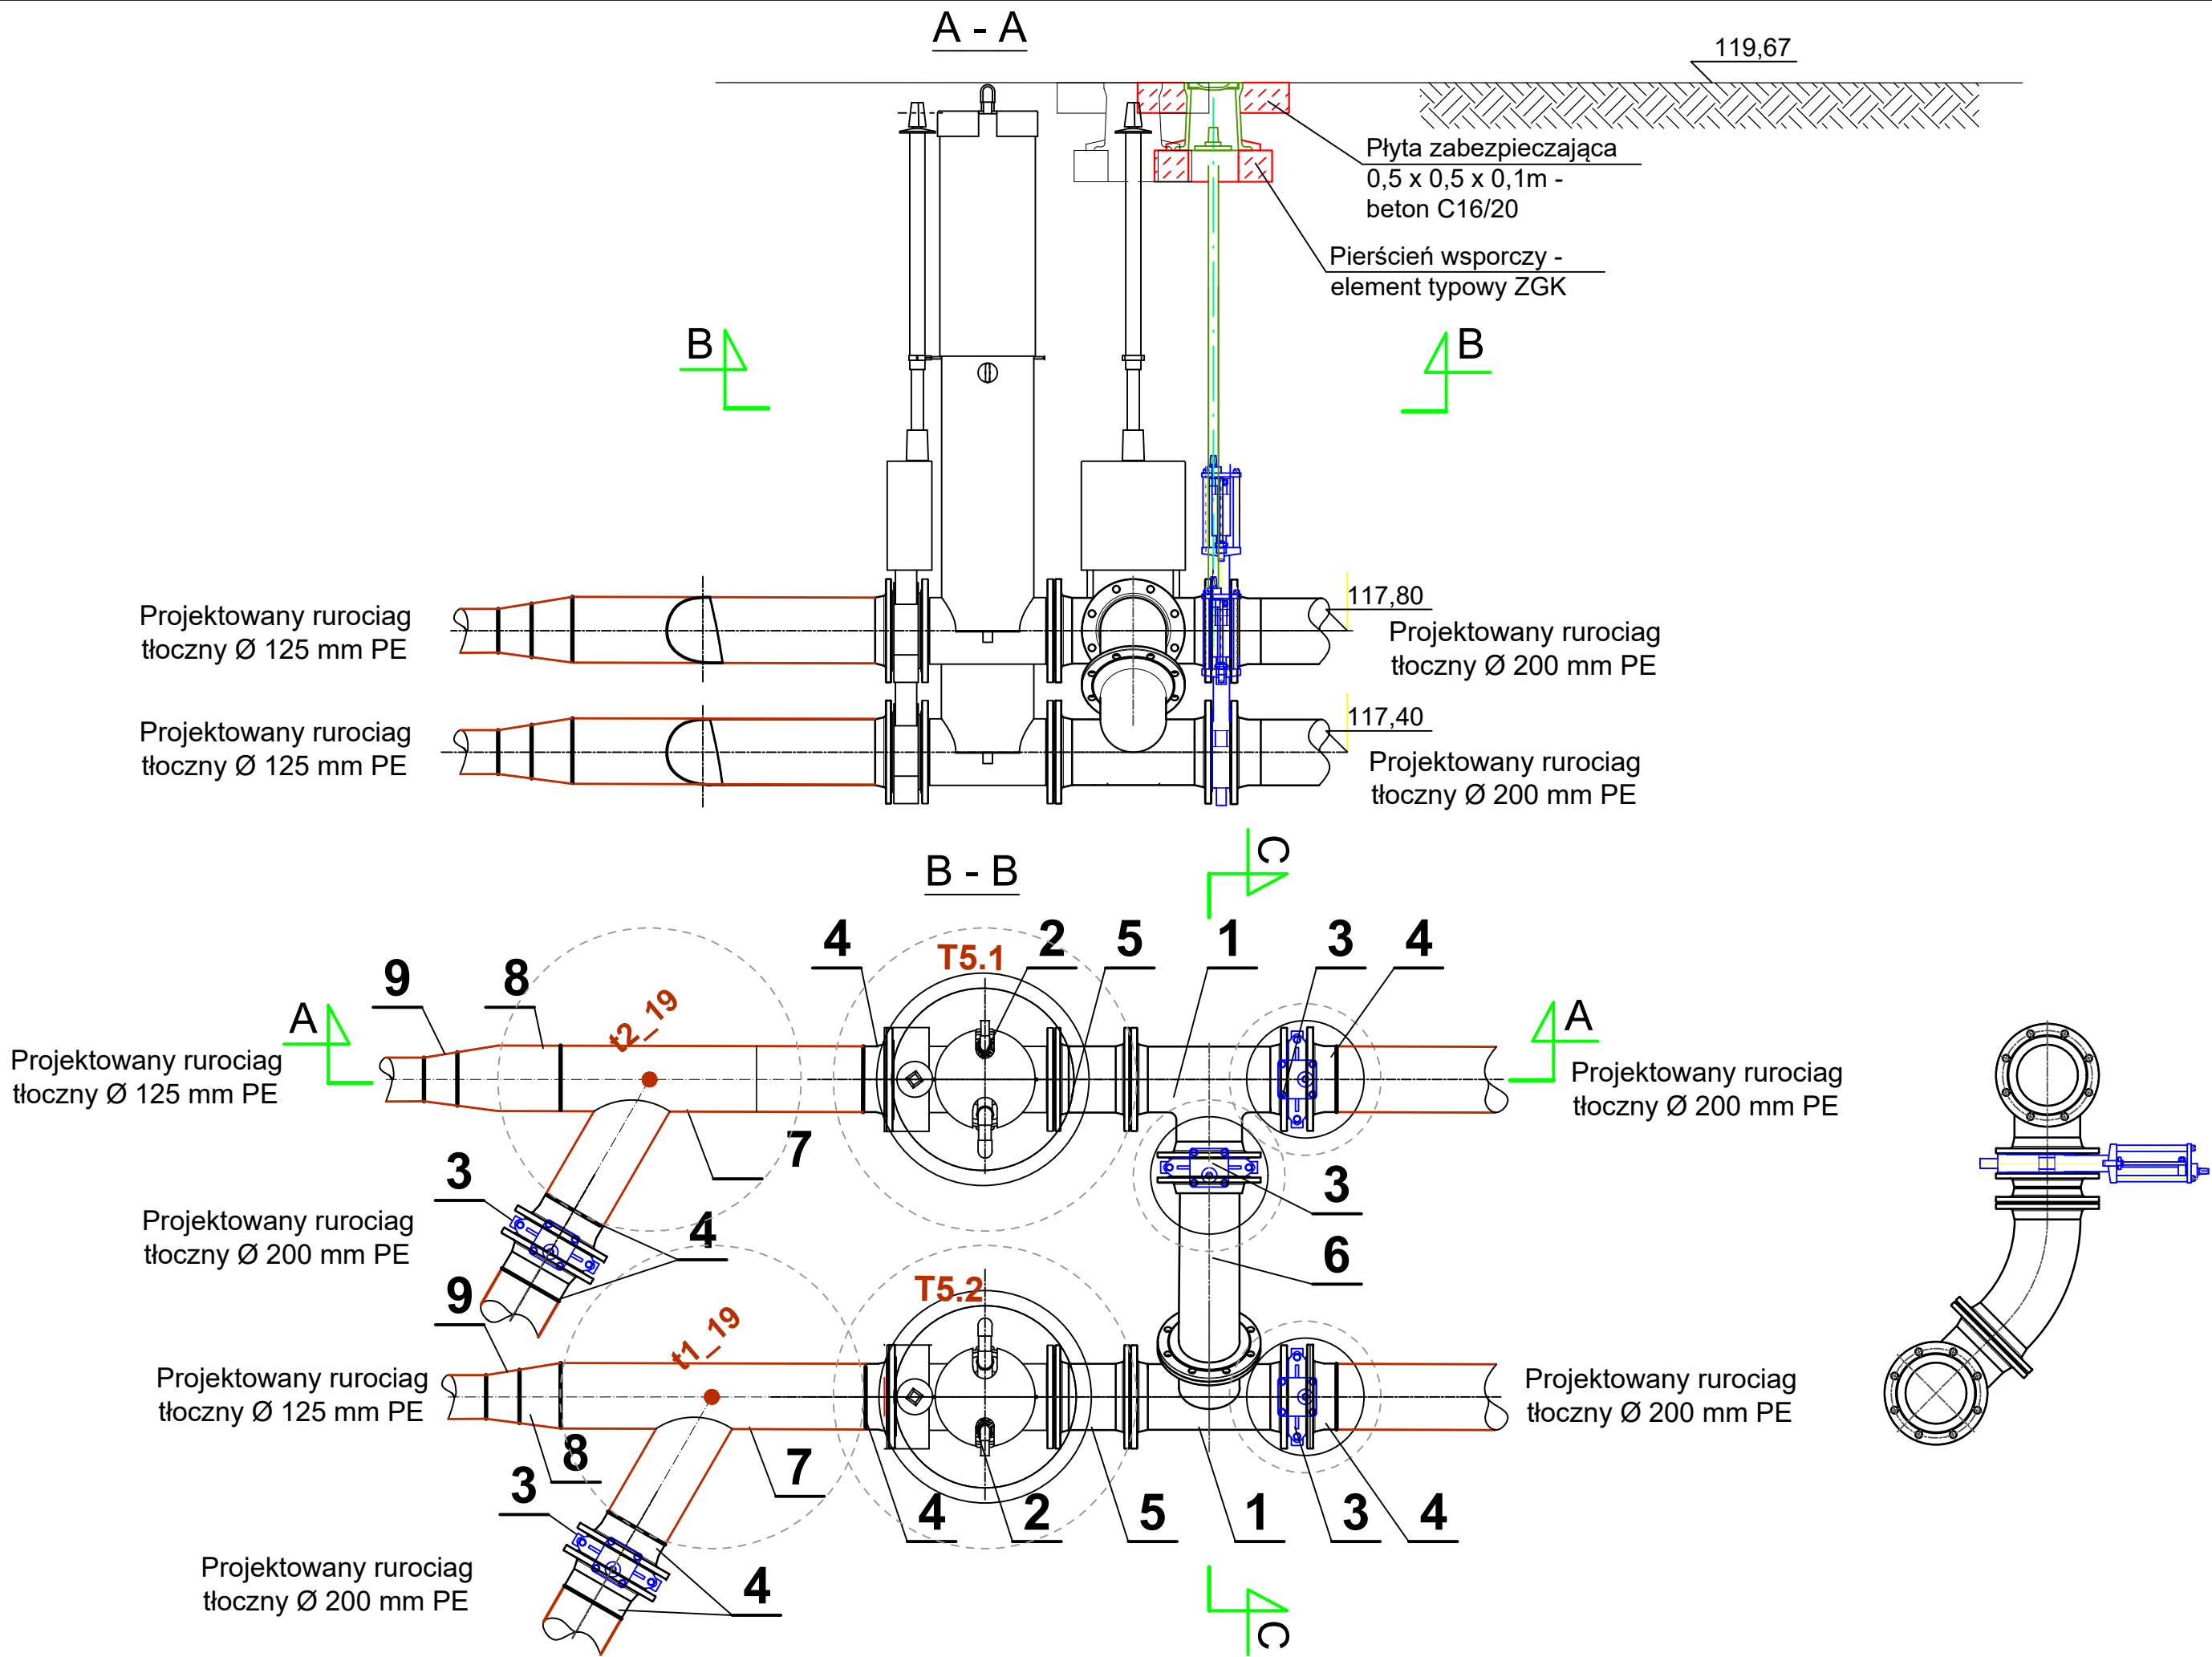 A - A
119,67
Płyta zabezpieczająca
0,5 x 0,5 x 0,1m -
beton C16/20
Pierścień wsporczy -
element typowy ZGK
B
B
Projektowany rurociag
tłoczny Ø 125 mm PE
117,80
Projektowany rurociag
tłoczny Ø 200 mm PE
Projektowany rurociag
tłoczny Ø 125 mm PE
117,40
Projektowany rurociag
tłoczny Ø 200 mm PE
B - B
C
4
T5.1
2
5
1
3
4
9
8
t2_19
A
A
Projektowany rurociag
tłoczny Ø 125 mm PE
Projektowany rurociag
tłoczny Ø 200 mm PE
7
3
3
Projektowany rurociag
tłoczny Ø 200 mm PE
4
6
9
T5.2
t1_19
Projektowany rurociag
tłoczny Ø 125 mm PE
Projektowany rurociag
tłoczny Ø 200 mm PE
8
7
3
4
2
5
1
3
4
Projektowany rurociag
tłoczny Ø 200 mm PE
4
C